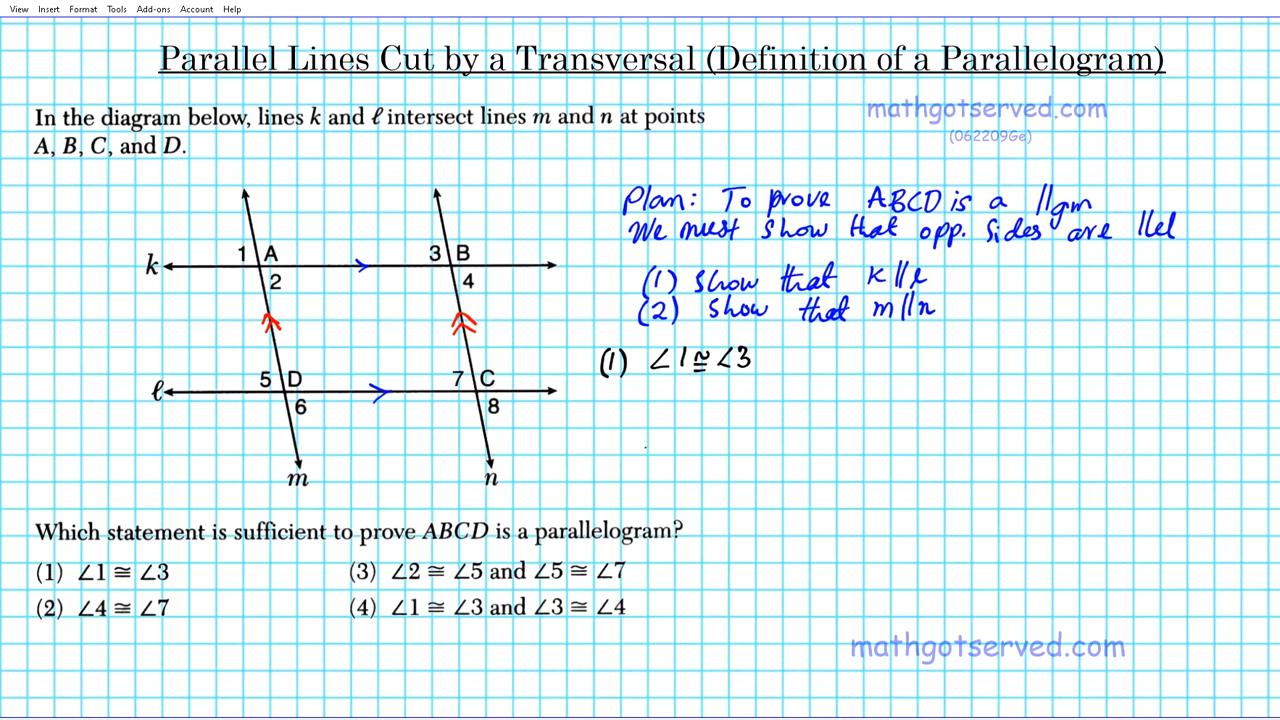 View Insert Format Tools Add-ons Account Help
Parallel Lines Cut by a Transversal (Definition of a Parallelogram)
In the diagram below, lines k and ℓ intersect lines m and n at points
A, B, C, and D.
mathgotserved.com
(062209Ge)
Plan: To prove ABCD is a //gm
We must show that opp. sides are llel
(1) show that k//ℓ
(2) show that m//n
(1) ∠1≅∠3
1 A 3 B
k
2 4
5 D 7 C
ℓ
6 8
m n
Which statement is sufficient to prove ABCD is a parallelogram?
(1) ∠1 ≅ ∠3 (3) ∠2 ≅ ∠5 and ∠5 ≅ ∠7
(2) ∠4 ≅ ∠7 (4) ∠1 ≅ ∠3 and ∠3 ≅ ∠4
mathgotserved.com